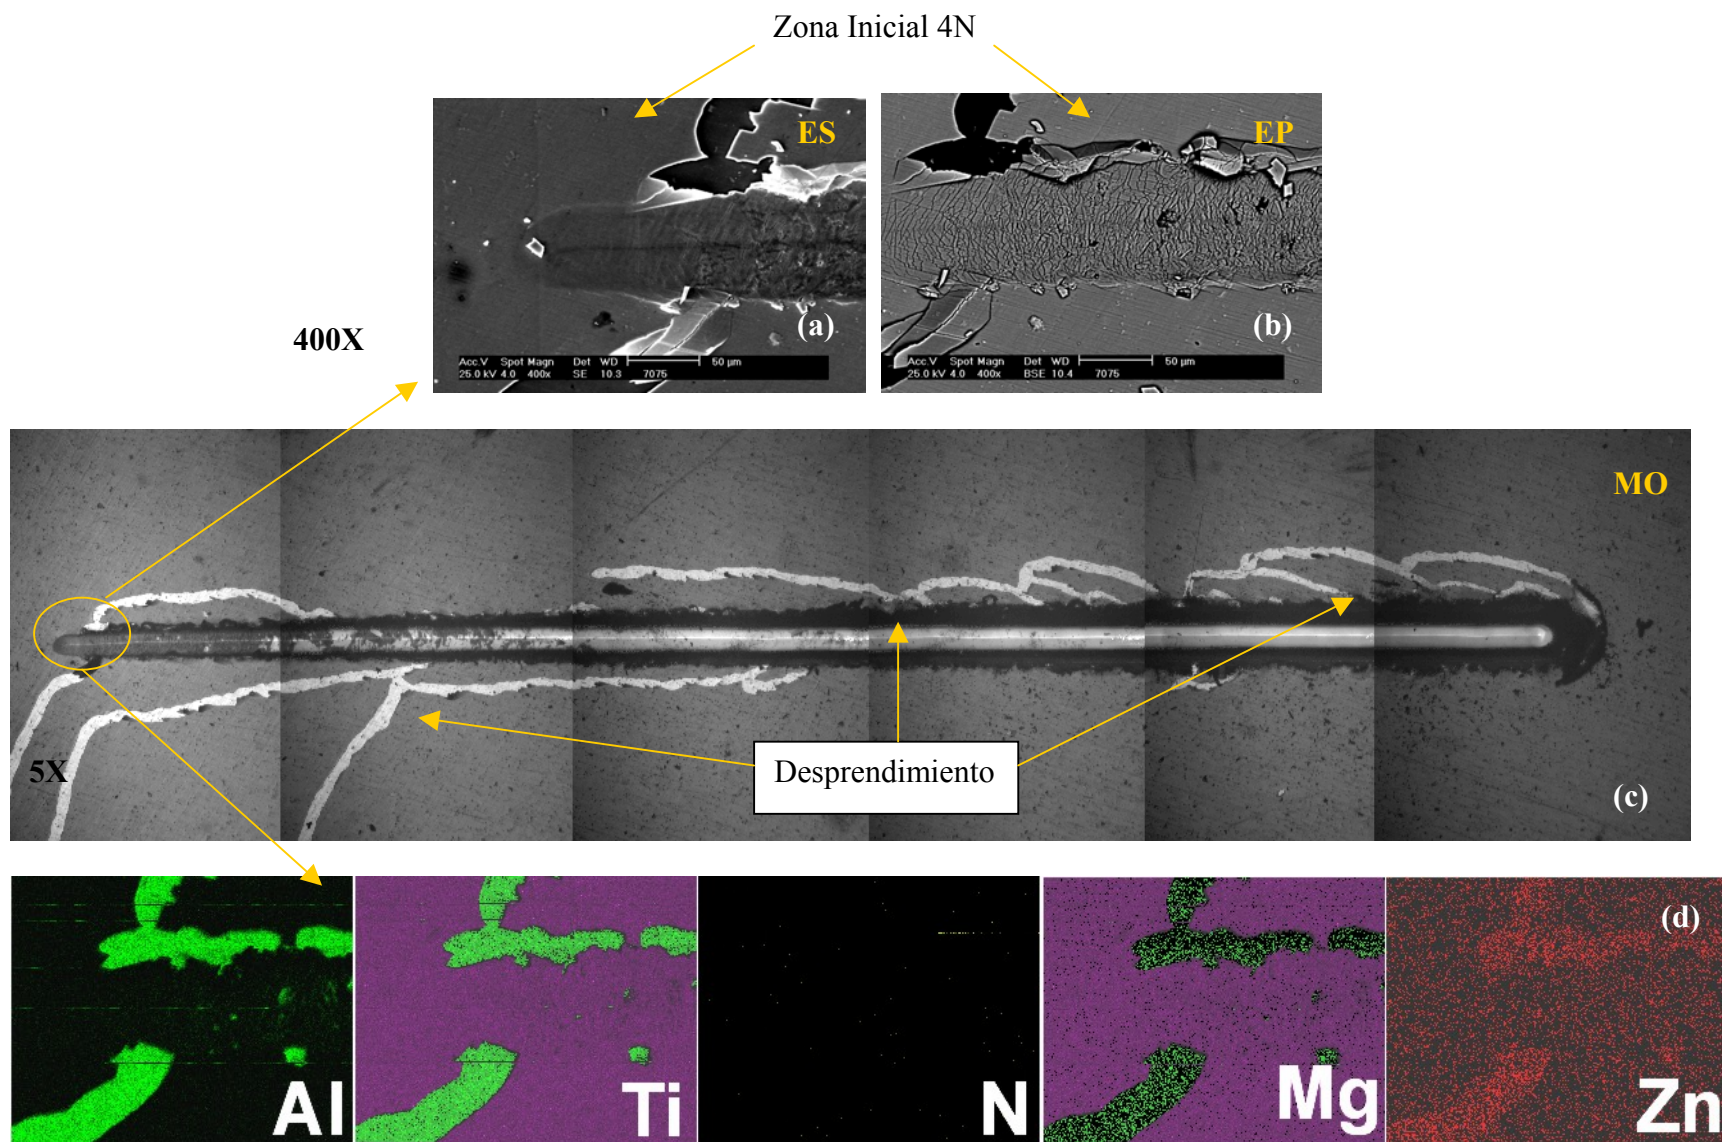 Zona Inicial 4N
ES
EP
(a)
(b)
400X
Acc.V Spot Magn Det WD 50 µm
25.0 kV 4.0 400x SE 10.3 7075
Acc.V Spot Magn Det WD 50 µm
25.0 kV 4.0 400x BSE 10.4 7075
MO
5X
Desprendimiento
(c)
(d)
Al
Ti
N
Mg
Zn